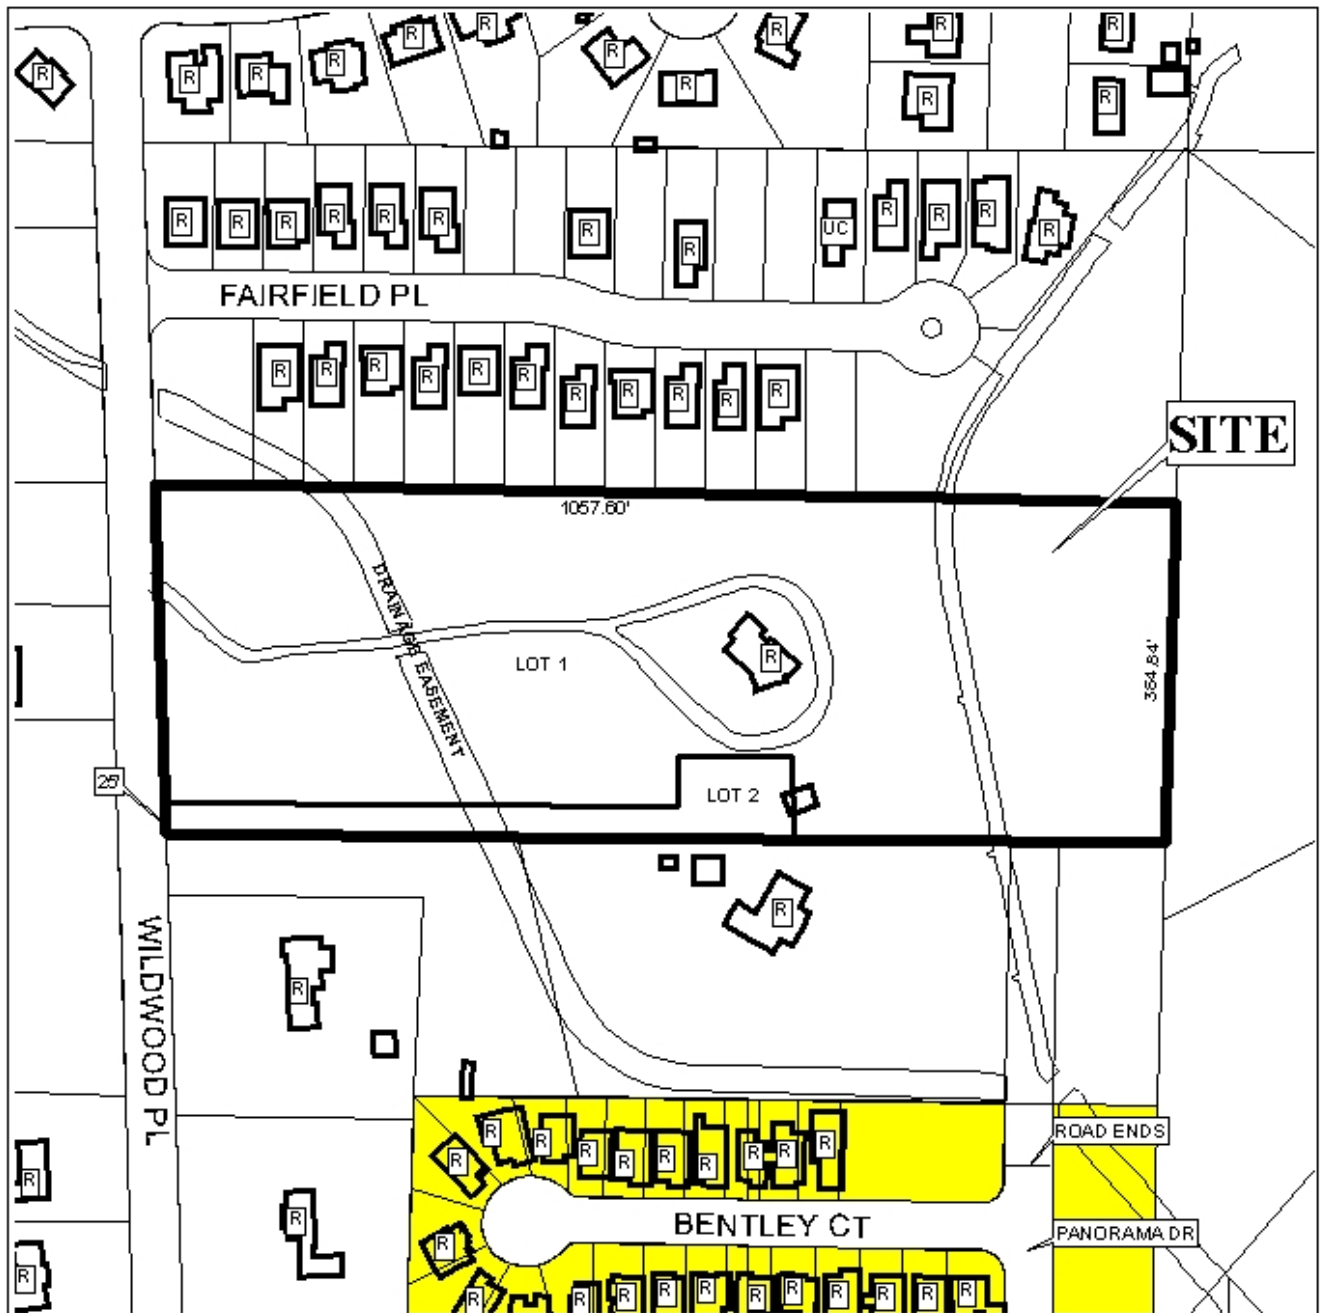 R R R R R R R R R R
R R
R R R R R R R R UC R R R R
FAIRFIELD PL
R R R R R R R R R R R
SITE
1057.60'
DRAINAGE EASEMENT
LOT 1
R
364.84'
25'
LOT 2
R
WILDWOOD PL
R
R R R R R R R R R
ROAD ENDS
R
R
R
BENTLEY CT
PANORAMA DR
R
R
R R R R R R R R R R